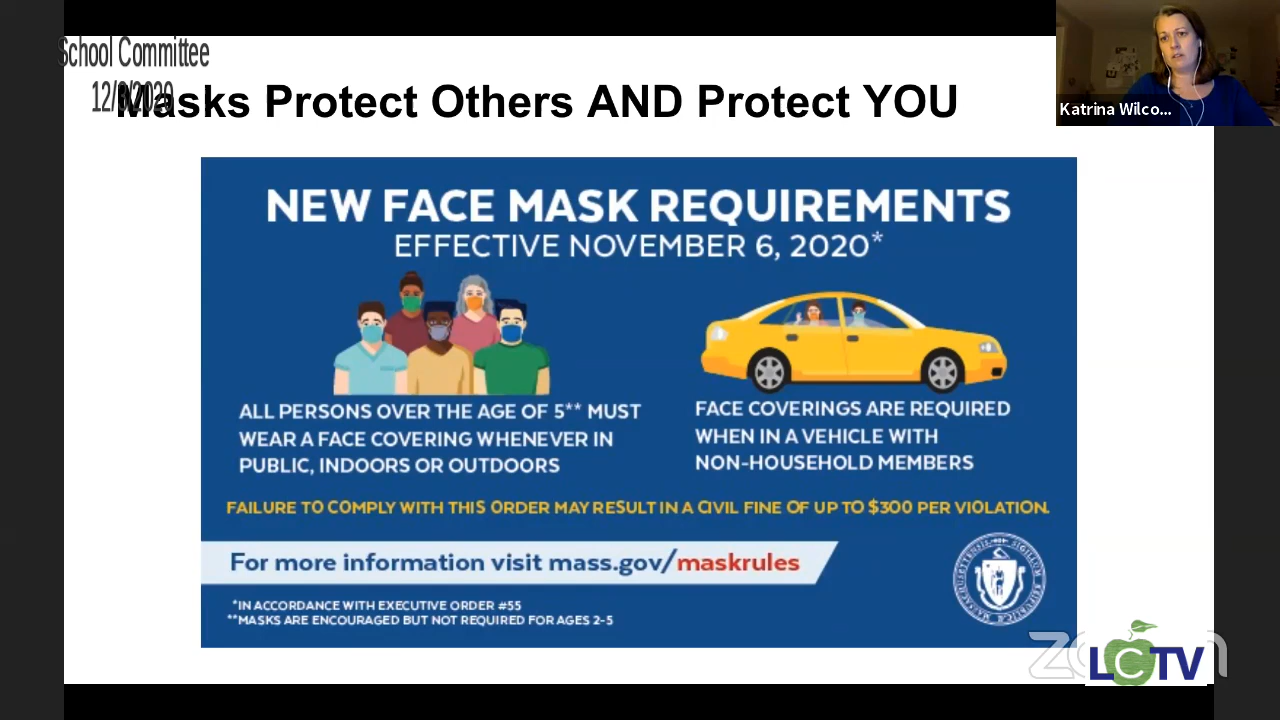 School Committee
12/3/2020
Masks Protect Others AND Protect YOU
Katrina Wilco...
NEW FACE MASK REQUIREMENTS
EFFECTIVE NOVEMBER 6, 2020*
ALL PERSONS OVER THE AGE OF 5** MUST
WEAR A FACE COVERING WHENEVER IN
PUBLIC, INDOORS OR OUTDOORS
FACE COVERINGS ARE REQUIRED
WHEN IN A VEHICLE WITH
NON-HOUSEHOLD MEMBERS
FAILURE TO COMPLY WITH THIS ORDER MAY RESULT IN A CIVIL FINE OF UP TO $300 PER VIOLATION.
For more information visit mass.gov/maskrules
*IN ACCORDANCE WITH EXECUTIVE ORDER #55
**MASKS ARE ENCOURAGED BUT NOT REQUIRED FOR AGES 2-5
zoom
LCTV